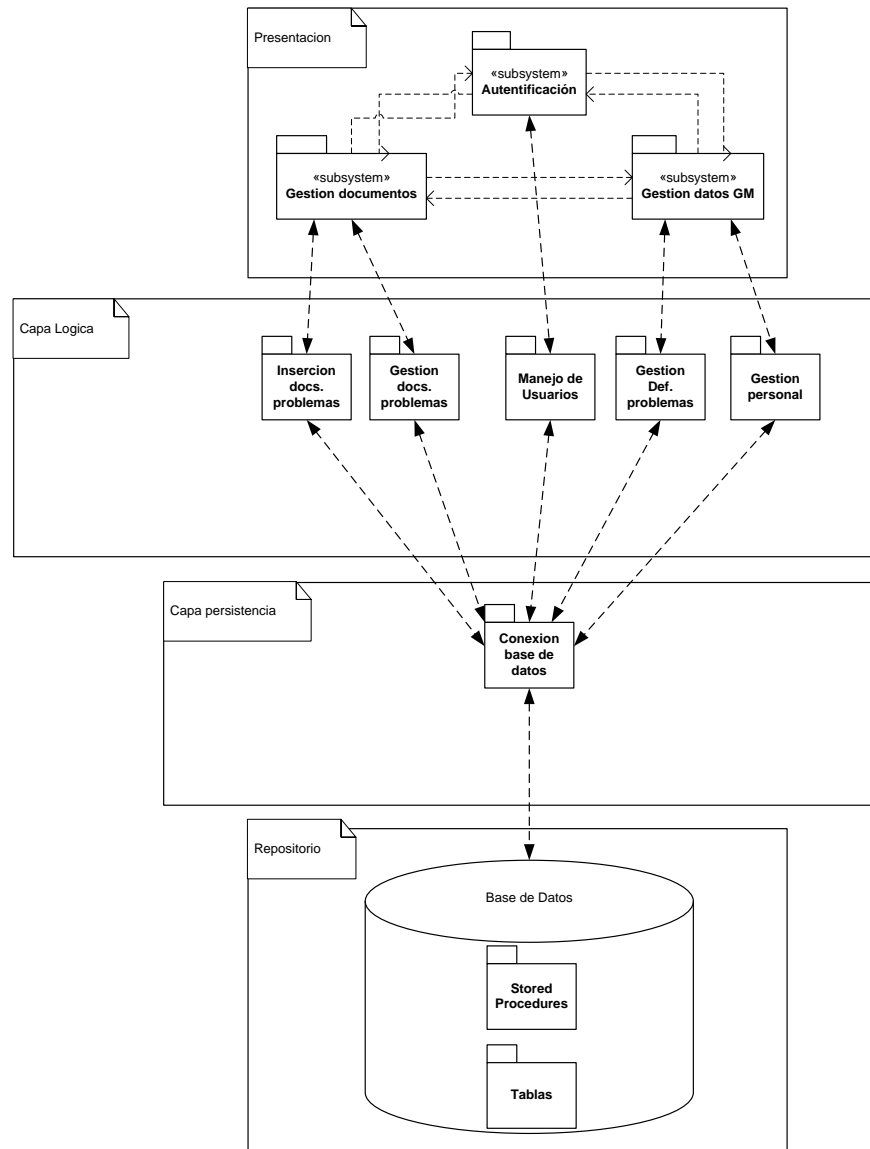 Presentacion
«subsystem»
Autentificación
«subsystem»
Gestion documentos
«subsystem»
Gestion datos GM
Capa Logica
Insercion
docs.
problemas
Gestion
docs.
problemas
Manejo de
Usuarios
Gestion
Def.
problemas
Gestion
personal
Capa persistencia
Conexion
base de
datos
Repositorio
Base de Datos
Stored
Procedures
Tablas